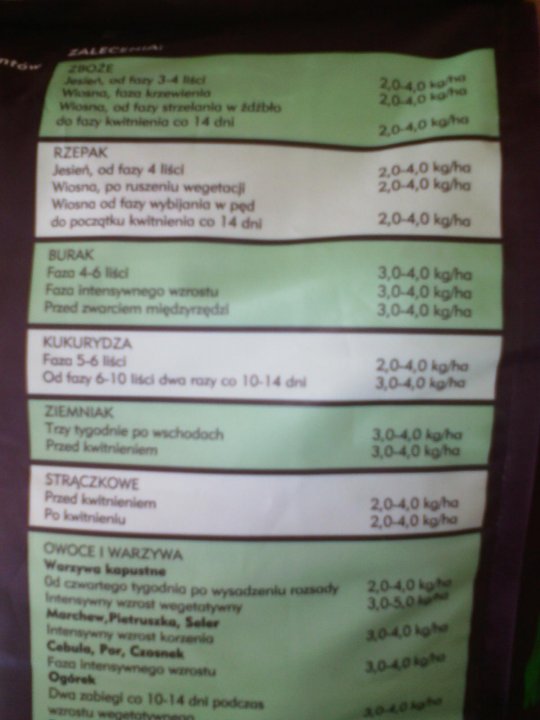 ZALECENIA:
ntów
ZBOŻE
Jesień, od fazy 3-4 liści 2,0-4,0 kg/ha
Wiosna, faza krzewienia 2,0-4,0 kg/ha
Wiosna, od fazy strzelania w źdźbło
do fazy kwitnienia co 14 dni 2,0-4,0 kg/ha
RZEPAK
Jesień, od fazy 4 liści 2,0-4,0 kg/ha
Wiosna, po ruszeniu wegetacji 2,0-4,0 kg/ha
Wiosna od fazy wybijania w pęd
do początku kwitnienia co 14 dni 2,0-4,0 kg/ha
BURAK
Faza 4-6 liści 3,0-4,0 kg/ha
Faza intensywnego wzrostu 3,0-4,0 kg/ha
Przed zwarciem międzyrzędzi 3,0-4,0 kg/ha
KUKURYDZA
Faza 5-6 liści 2,0-4,0 kg/ha
Od fazy 6-10 liści dwa razy co 10-14 dni 3,0-4,0 kg/ha
ZIEMNIAK
Trzy tygodnie po wschodach 3,0-4,0 kg/ha
Przed kwitnieniem 3,0-4,0 kg/ha
STRĄCZKOWE
Przed kwitnieniem 2,0-4,0 kg/ha
Po kwitnieniu 2,0-4,0 kg/ha
OWOCE I WARZYWA
Warzywa kapustne
Od czwartego tygodnia po wysadzeniu rozsady 2,0-4,0 kg/ha
Intensywny wzrost wegetatywny 3,0-5,0 kg/ha
Marchew,Pietruszka, Seler
Intensywny wzrost korzenia 3,0-4,0 kg/ha
Cebula, Por, Czosnek
Faza intensywnego wzrostu 3,0-4,0 kg/ha
Ogórek
Dwa zabiegi co 10-14 dni podczas
wzrostu wegetatywnego 3,0-4,0 kg/ha